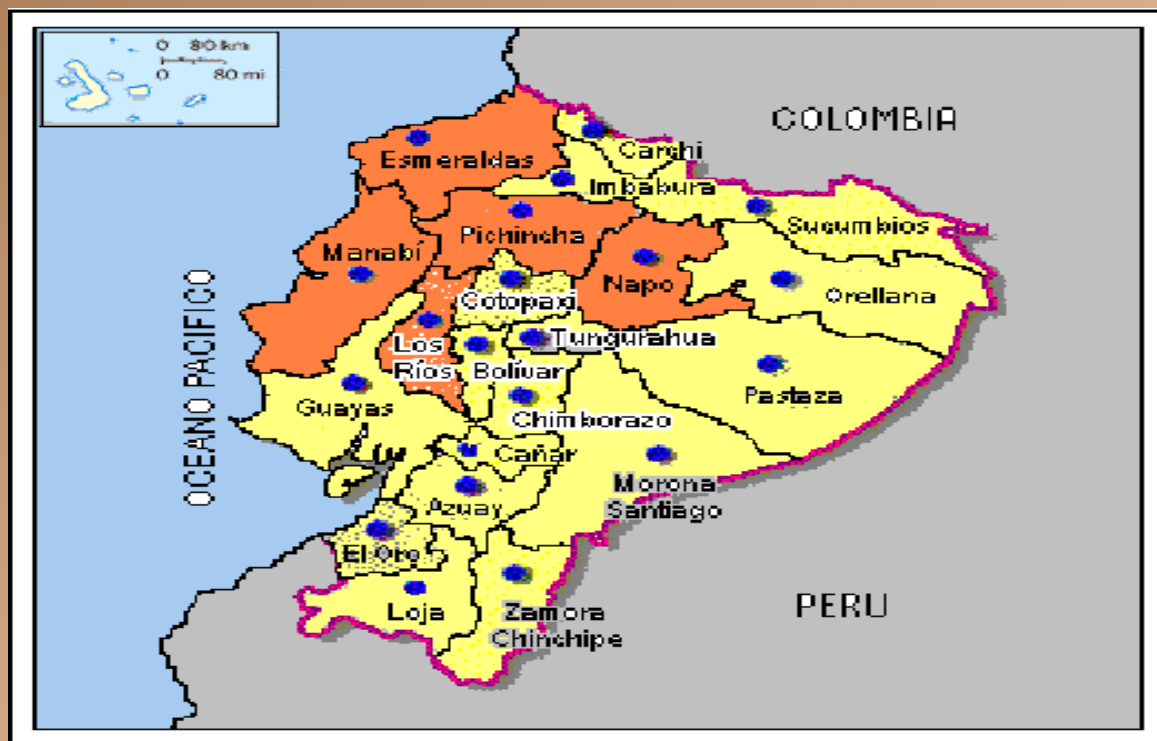 0 80 km
0 80 mi
COLOMBIA
Carchi
Esmeraldas
Imbabura
Sucumbios
Pichincha
Manabí
Napo
Orellana
Cotopaxi
OCEANO PACIFICO
Tungurahua
Los
Ríos
Bolívar
Pastaza
Guayas
Chimborazo
Cañar
Morona
Santiago
Azuay
El Oro
PERU
Loja
Zamora
Chinchipe